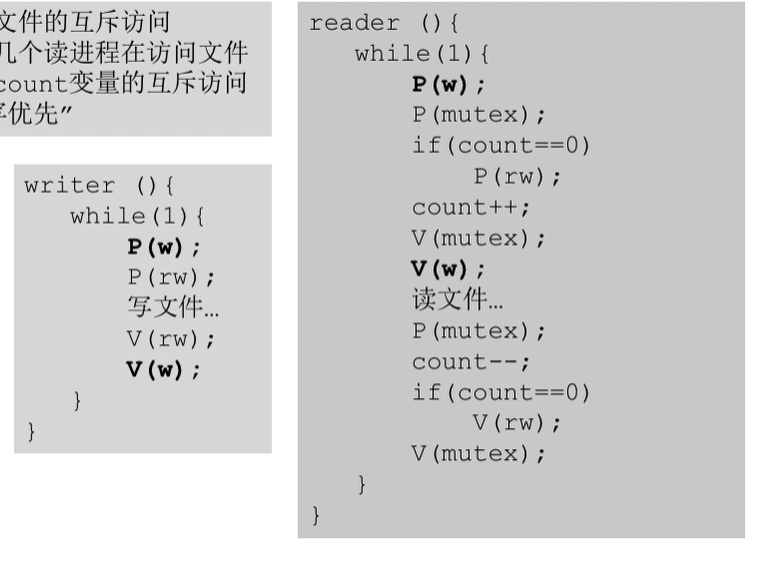 文件的互斥访问
几个读进程在访问文件
count变量的互斥访问
优先”
writer (){
while(1){
P(w);
P(rw);
写文件…
V(rw);
V(w);
}
}
reader (){
while(1){
P(w);
P(mutex);
if(count==0)
P(rw);
count++;
V(mutex);
V(w);
读文件…
P(mutex);
count--;
if(count==0)
V(rw);
V(mutex);
}
}